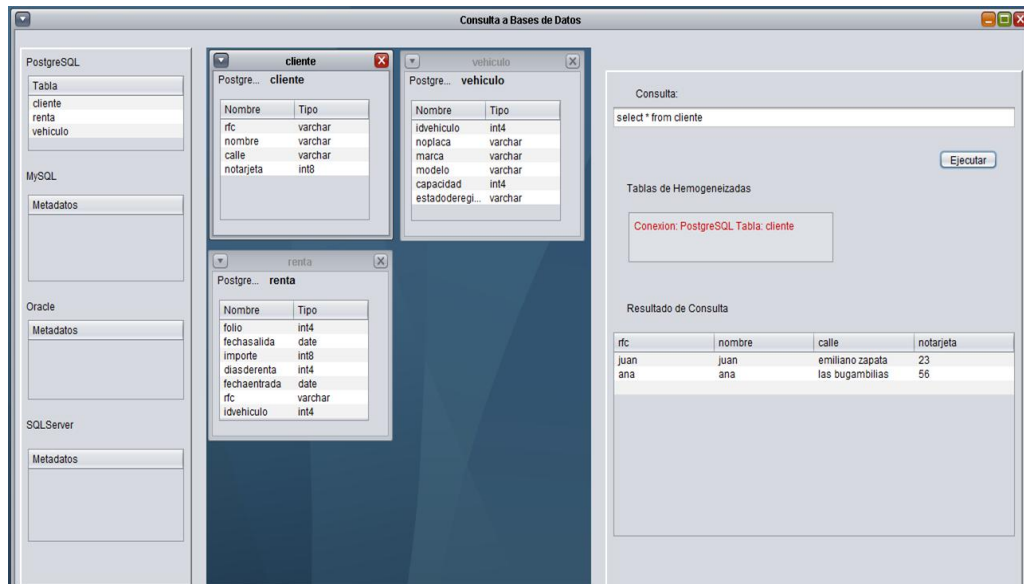 Consulta a Bases de Datos
PostgreSQL
Tabla
cliente
renta
vehiculo
MySQL
Metadatos
Oracle
Metadatos
SQLServer
Metadatos
cliente
Postgre... cliente
Nombre Tipo
rfc varchar
nombre varchar
calle varchar
notarjeta int8
vehiculo
Postgre... vehiculo
Nombre Tipo
idvehiculo int4
noplaca varchar
marca varchar
modelo varchar
capacidad int4
estadoderegi... varchar
renta
Postgre... renta
Nombre Tipo
folio int4
fechasalida date
importe int8
diasderenta int4
fechaentrada date
rfc varchar
idvehiculo int4
Consulta:
select * from cliente
Ejecutar
Tablas de Hemogeneizadas
Conexion: PostgreSQL Tabla: cliente
Resultado de Consulta
rfc nombre calle notarjeta
juan juan emiliano zapata 23
ana ana las bugambilias 56